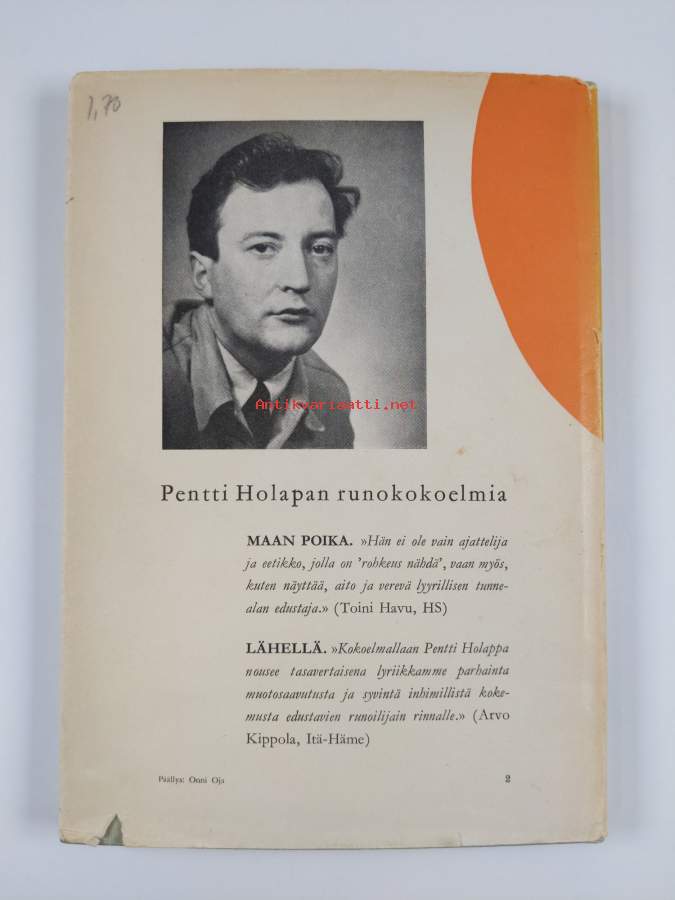 1,70
Antikvariaatti.net
Pentti Holapan runokokoelmia
MAAN POIKA. »Hän ei ole vain ajattelija
ja eetikko, jolla on ’rohkeus nähdä’, vaan myös,
kuten näyttää, aito ja verevä lyyrillisen tunne-
alan edustaja.» (Toini Havu, HS)
LÄHELLÄ. »Kokoelmallaan Pentti Holappa
nousee tasavertaisena lyriikkamme parhainta
muotosaavutusta ja syvintä inhimillistä koke-
musta edustavien runoilijain rinnalle.» (Arvo
Kippola, Itä-Häme)
Päällys: Onni Oja 2